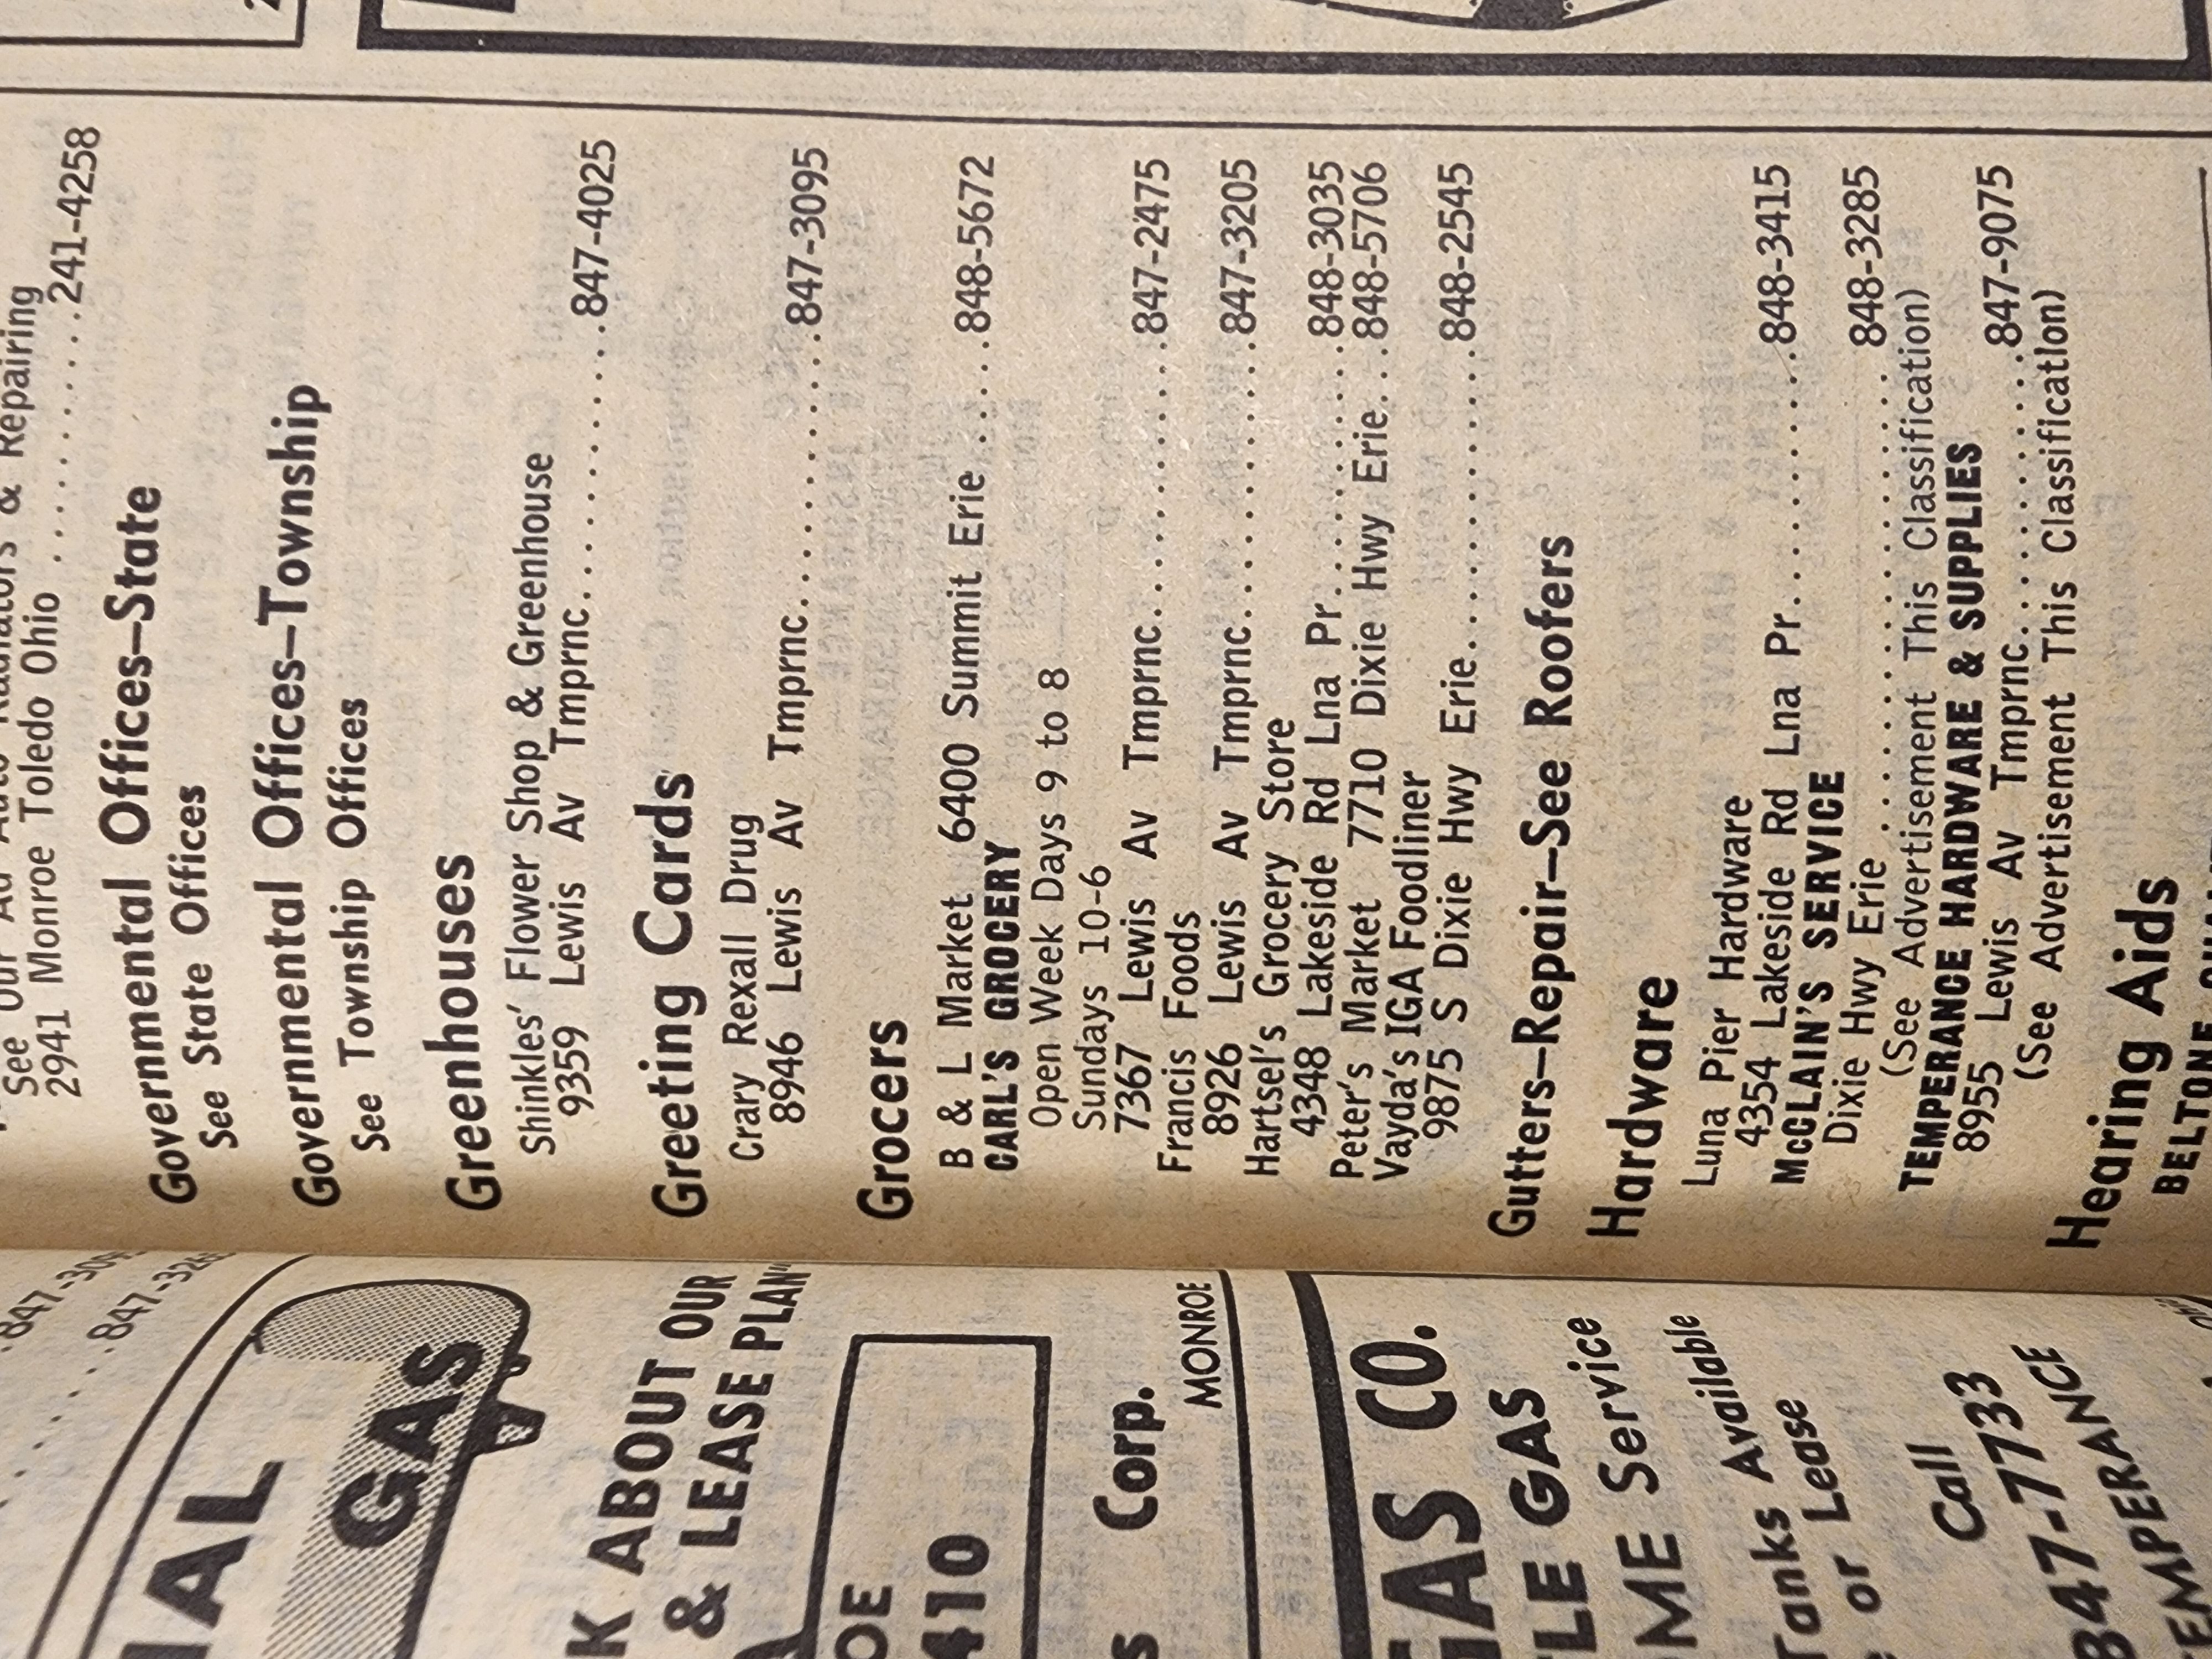 See Our Ad Auto Radiators & Repairing
2941 Monroe Toledo Ohio ..........241-4258
Governmental Offices—State
See State Offices
Governmental Offices—Township
See Township Offices
Greenhouses
Shinkles' Flower Shop & Greenhouse
9359 Lewis Av Tmprnc...............847-4025
Greeting Cards
Crary Rexall Drug
8946 Lewis Av Tmprnc...............847-3095
Grocers
B & L Market 6400 Summit Erie .....848-5672
CARL'S GROCERY
Open Week Days 9 to 8
Sundays 10-6
7367 Lewis Av Tmprnc...............847-2475
Francis Foods
8926 Lewis Av Tmprnc...............847-3205
Hartsel's Grocery Store
4348 Lakeside Rd Lna Pr............848-3035
Peter's Market 7710 Dixie Hwy Erie...848-5706
Vayda's IGA Foodliner
9875 S Dixie Hwy Erie..............848-2545
Gutters—Repair—See Roofers
Hardware
Luna Pier Hardware
4354 Lakeside Rd Lna Pr............848-3415
McCLAIN'S SERVICE
Dixie Hwy Erie .....................848-3285
(See Advertisement This Classification)
TEMPERANCE HARDWARE & SUPPLIES
8955 Lewis Av Tmprnc...............847-9075
(See Advertisement This Classification)
Hearing Aids
BELTONE
847-326
GAS
ABOUT OUR
& LEASE PLAN"
410
Corp.
MONROE
GAS CO.
GAS
Service
Tanks Available
or Lease
Call
847-7733
TEMPERANCE